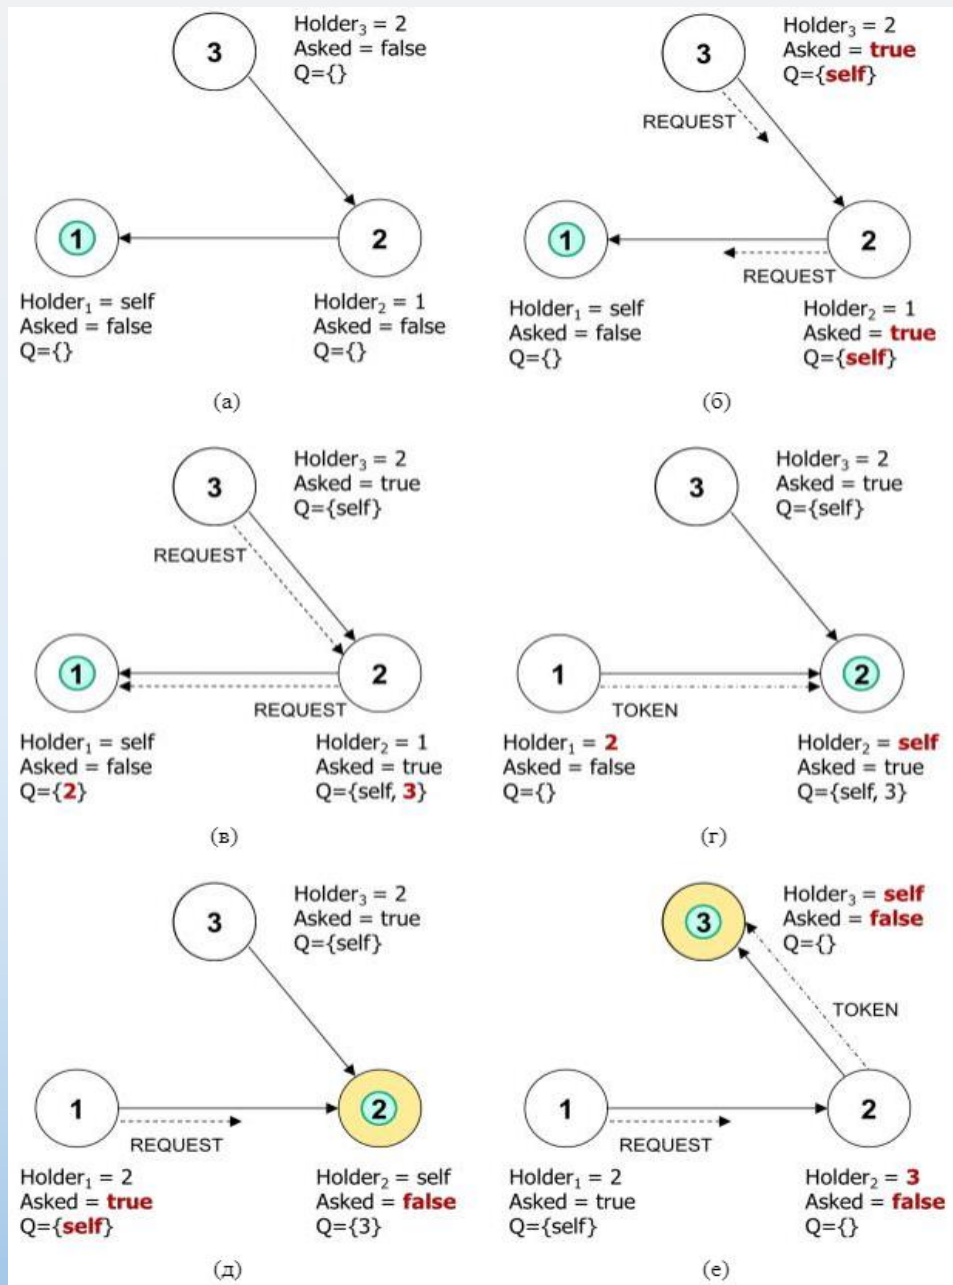 3
Holder₃ = 2
Asked = false
Q={}
1
2
Holder₁ = self
Asked = false
Q={}
Holder₂ = 1
Asked = false
Q={}
(а)
3
Holder₃ = 2
Asked = true
Q={self}
REQUEST
1
2
REQUEST
Holder₁ = self
Asked = false
Q={}
Holder₂ = 1
Asked = true
Q={self}
(б)
3
Holder₃ = 2
Asked = true
Q={self}
REQUEST
1
2
REQUEST
Holder₁ = self
Asked = false
Q={2}
Holder₂ = 1
Asked = true
Q={self, 3}
(в)
3
Holder₃ = 2
Asked = true
Q={self}
1
2
TOKEN
Holder₁ = 2
Asked = false
Q={}
Holder₂ = self
Asked = true
Q={self, 3}
(г)
3
Holder₃ = 2
Asked = true
Q={self}
1
2
REQUEST
Holder₁ = 2
Asked = true
Q={self}
Holder₂ = self
Asked = false
Q={3}
(д)
3
Holder₃ = self
Asked = false
Q={}
TOKEN
1
2
REQUEST
Holder₁ = 2
Asked = true
Q={self}
Holder₂ = 3
Asked = false
Q={}
(е)